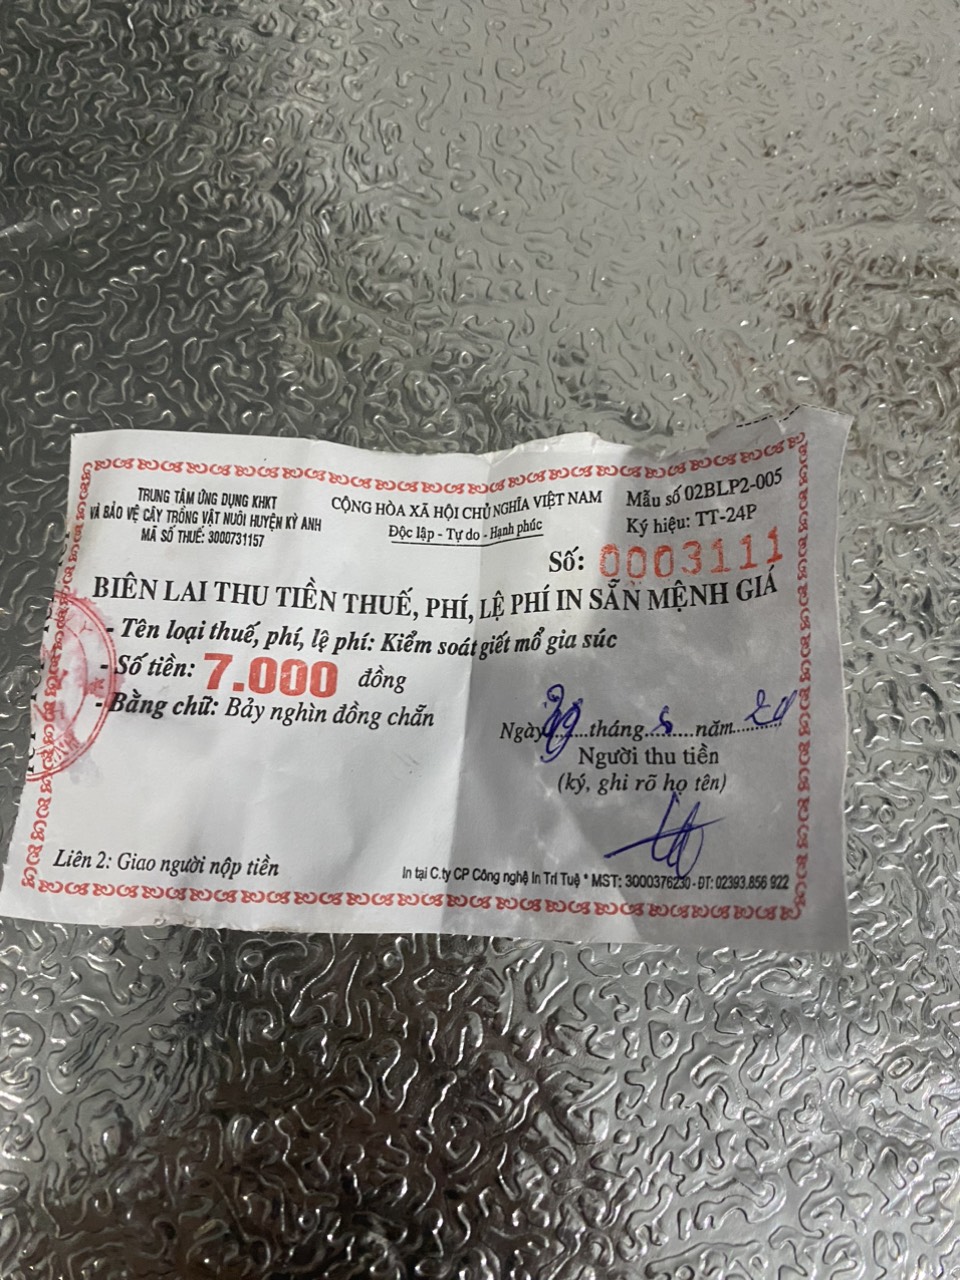 TRUNG TÂM ỨNG DỤNG KHKT
VÀ BẢO VỆ CÂY TRỒNG VẬT NUÔI HUYỆN KỲ ANH
MÃ SỐ THUẾ: 3000731157
CỘNG HÒA XÃ HỘI CHỦ NGHĨA VIỆT NAM
Độc lập - Tự do - Hạnh phúc
Mẫu số 02BLP2-005
Ký hiệu: TT-24P
Số: 0003111
BIÊN LAI THU TIỀN THUẾ, PHÍ, LỆ PHÍ IN SẴN MỆNH GIÁ
- Tên loại thuế, phí, lệ phí: Kiểm soát giết mổ gia súc
- Số tiền: 7.000 đồng
- Bằng chữ: Bảy nghìn đồng chẵn
Ngày......tháng........năm..........
Người thu tiền
(ký, ghi rõ họ tên)
Liên 2: Giao người nộp tiền
In tại C.ty CP Công nghệ In Trí Tuệ * MST: 3000376230 - ĐT: 02393.856 922